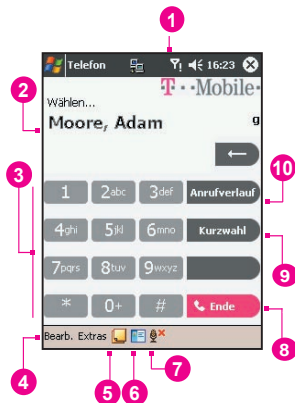 1
Telefon 16:23
T · · Mobile·
2
Wählen...
Moore, Adam g
3
1 2abc 3def Anrufverlauf
10
4ghi 5jkl 6mno Kurzwahl
9
7pqrs 8tuv 9wxyz
* 0+ # Ende
8
Bearb. Extras
4
5
6
7